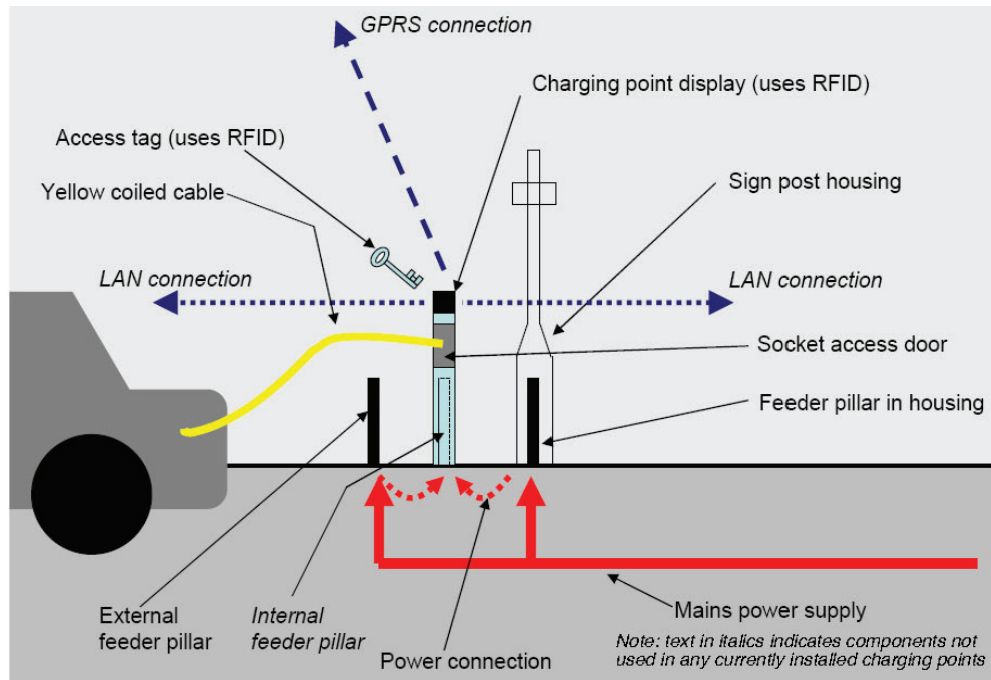 GPRS connection
Charging point display (uses RFID)
Access tag (uses RFID)
Yellow coiled cable
Sign post housing
LAN connection
LAN connection
Socket access door
Feeder pillar in housing
External
feeder pillar
Internal
feeder pillar
Power connection
Mains power supply
Note: text in italics indicates components not
used in any currently installed charging points